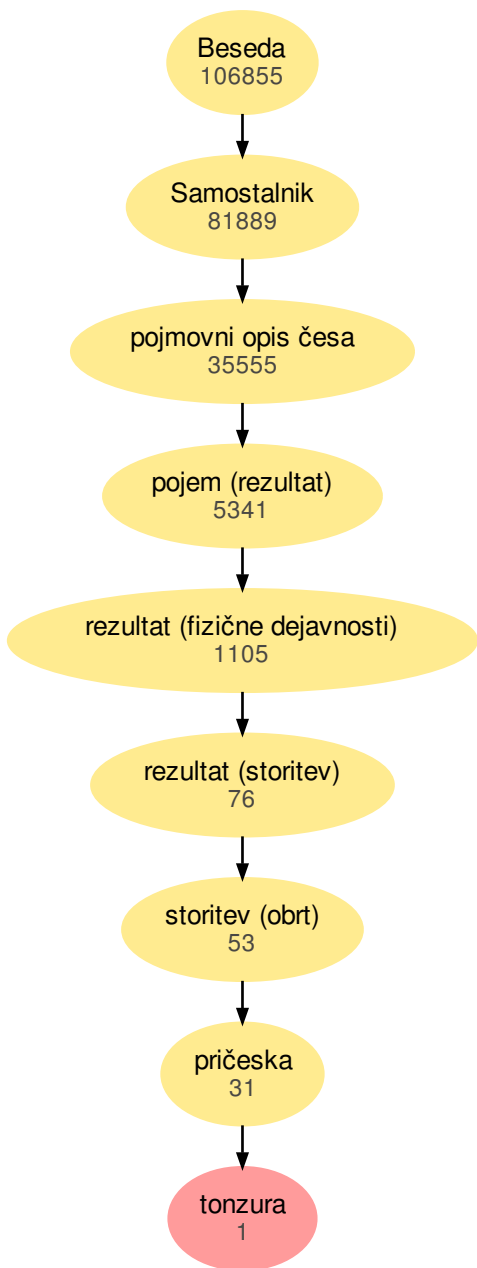 Beseda
106855
Samostalnik
81889
pojmovni opis česa
35555
pojem (rezultat)
5341
rezultat (fizične dejavnosti)
1105
rezultat (storitev)
76
storitev (obrt)
53
pričeska
31
tonzura
1